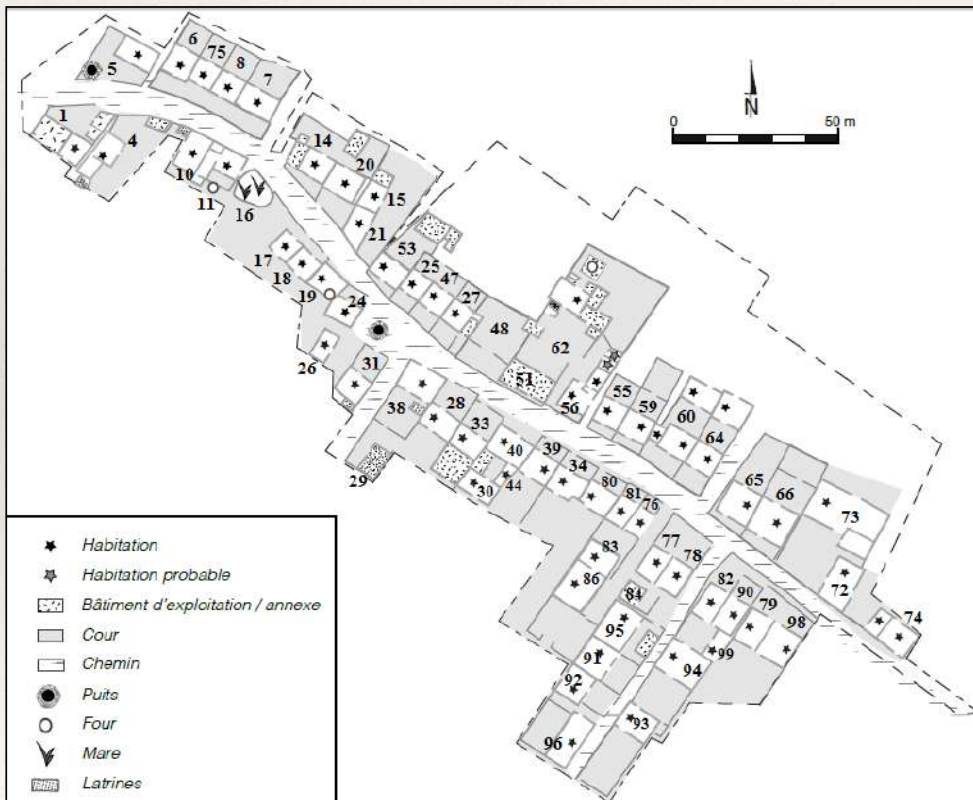 6 75 8 7
5
N
0 50 m
1 4 14 20
10 15
11 16 21
53
17 25 47
18 27
19 24 48 62
26 31 51
55 59
56 60
38 28 33 64
40 39 34 65
29 30 44 80 81 76 66 73
83 77 78
86 82 72
84 90 79 74
95 98
91 99
92 94
96 93
Habitation
Habitation probable
Bâtiment d'exploitation / annexe
Cour
Chemin
Puits
Four
Mare
Latrines